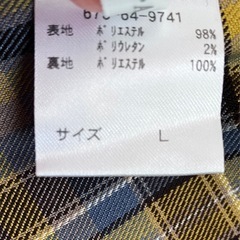 675-64-9741
表地 ポリエステル 98%
ポリウレタン 2%
裏地 ポリエステル 100%
サイズ L